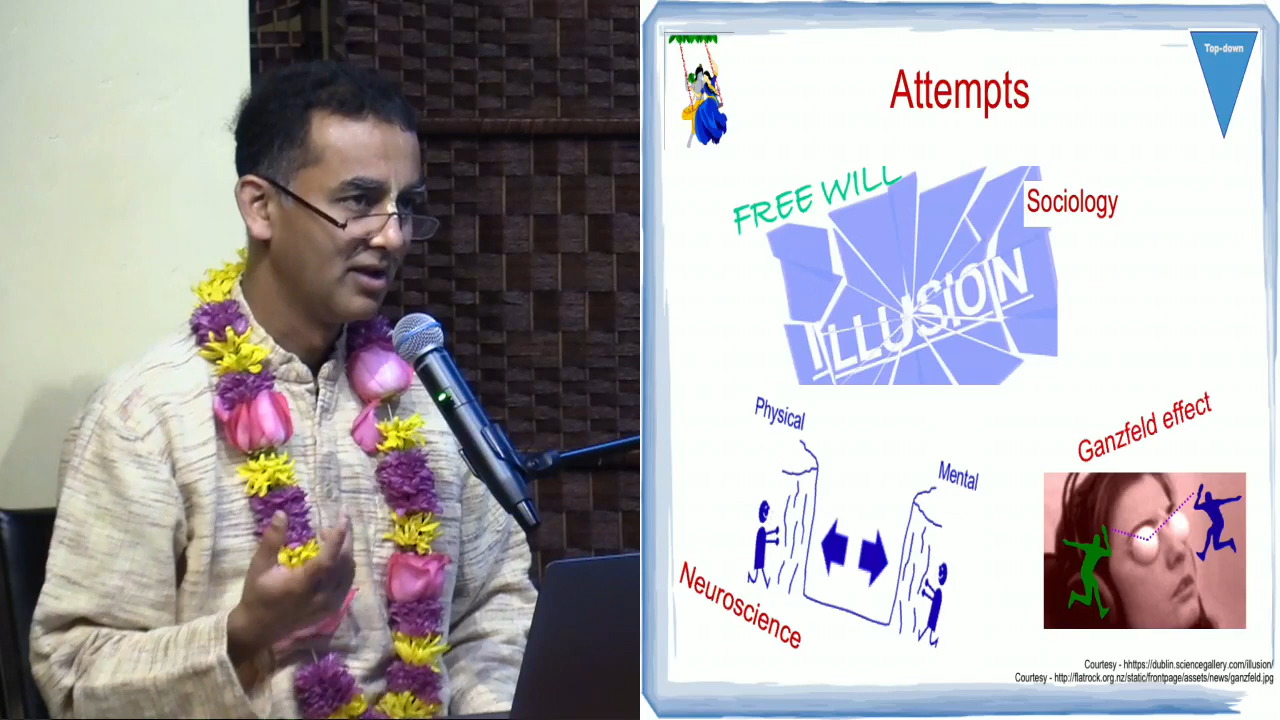 Attempts
Top-down
FREE WILL
Sociology
ILLUSION
Physical
Mental
Ganzfeld effect
Neuroscience
Courtesy - hhttps://dublin.sciencegallery.com/illusion/
Courtesy - http://flatrock.org.nz/static/frontpage/assets/news/ganzfeld.jpg